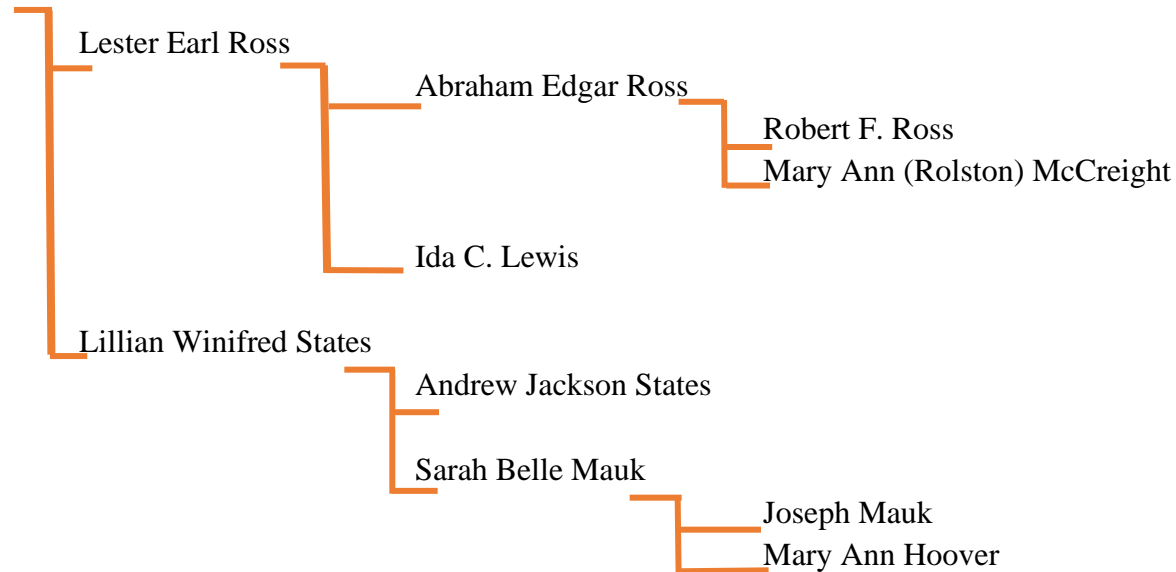 Lester Earl Ross
Abraham Edgar Ross
Robert F. Ross
Mary Ann (Rolston) McCreight
Ida C. Lewis
Lillian Winifred States
Andrew Jackson States
Sarah Belle Mauk
Joseph Mauk
Mary Ann Hoover